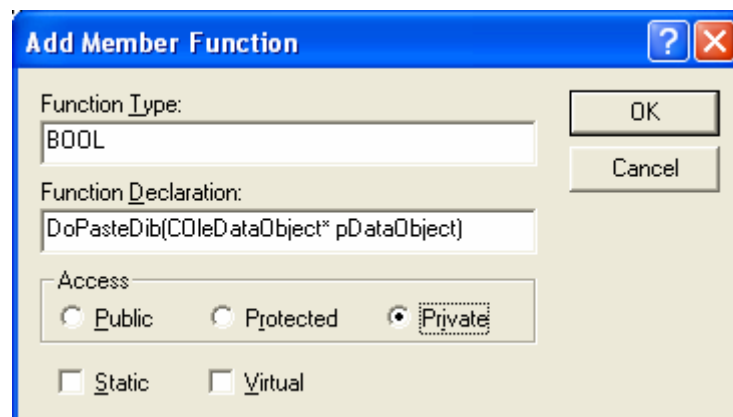 Add Member Function
Function Type:
OK
BOOL
Cancel
Function Declaration:
DoPasteDib(COleDataObject* pDataObject)
Access
Public Protected Private
Static Virtual